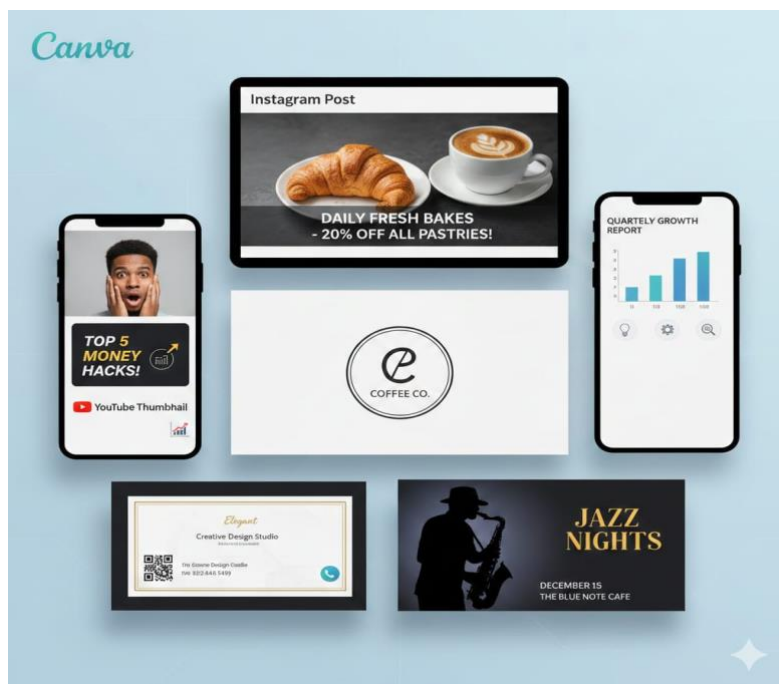 Canva
Instagram Post
DAILY FRESH BAKES
- 20% OFF ALL PASTRIES!
QUARTELY GROWTH
REPORT
TOP 5
MONEY
HACKS!
YouTube Thumbhail
COFFEE CO.
Elegant
Creative Design Studio
JAZZ
NIGHTS
DECEMBER 15
THE BLUE NOTE CAFE